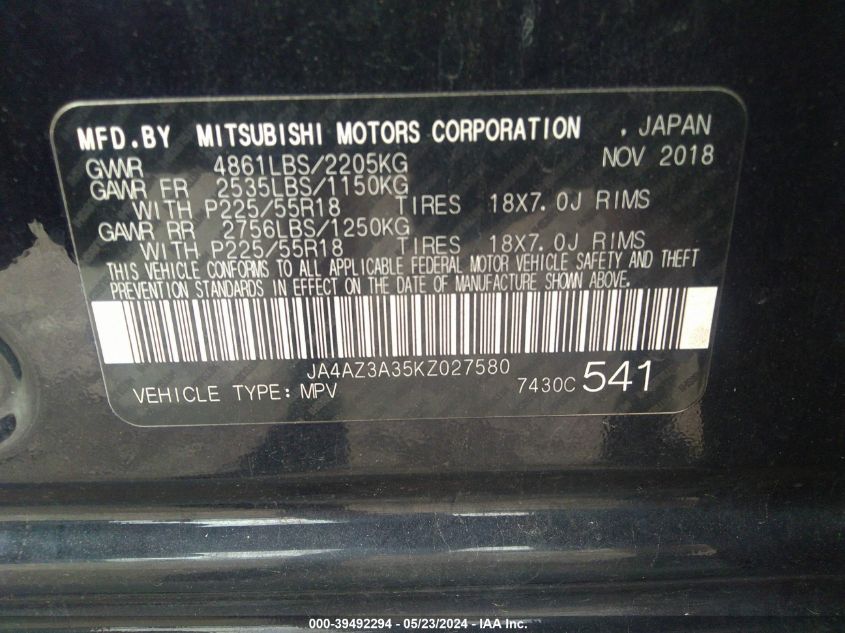 MFD.BY MITSUBISHI MOTORS CORPORATION , JAPAN
GVWR 4861LBS/2205KG NOV 2018
GAWR FR 2535LBS/1150KG
WITH P225/55R18 TIRES 18X7.0J RIMS
GAWR RR 2756LBS/1250KG
WITH P225/55R18 TIRES 18X7.0J RIMS
THIS VEHICLE CONFORMS TO ALL APPLICABLE FEDERAL MOTOR VEHICLE SAFETY AND THEFT
PREVENTION STANDARDS IN EFFECT ON THE DATE OF MANUFACTURE SHOWN ABOVE.
JA4AZ3A35KZ027580
VEHICLE TYPE: MPV 7430C 541
000-39492294 - 05/23/2024 - IAA Inc.